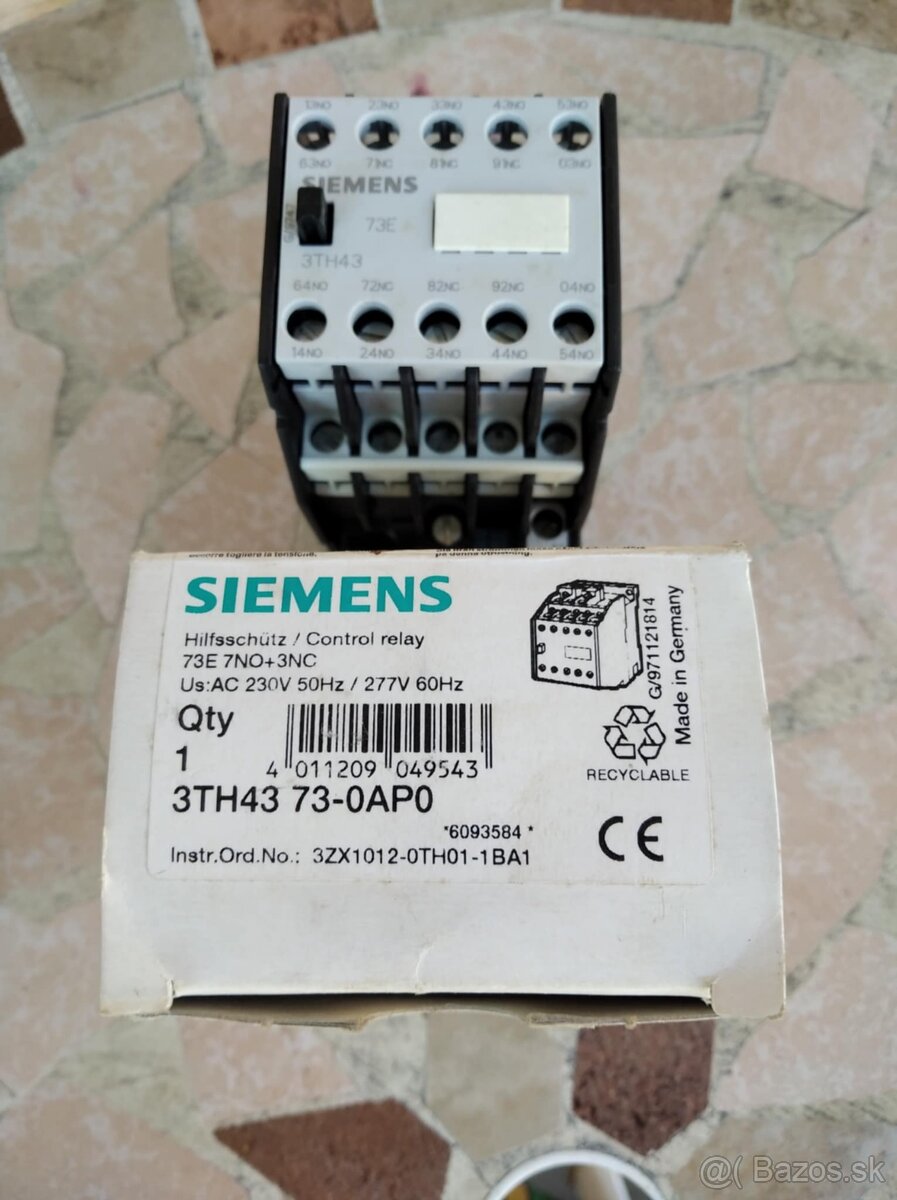 13NO 23NO 33NO 43NO 53NO
63NO 71NC 81NC 91NC 03NO
SIEMENS
73E
3TH43
64NO 72NC 82NC 92NC 04NO
14NO 24NO 34NO 44NO 54NO
togliere la tensione.
SIEMENS
Hilfsschütz / Control relay
73E 7NO+3NC
Us:AC 230V 50Hz / 277V 60Hz
Qty
1
4 011209 049543
3TH43 73-0AP0
*6093584 *
Instr.Ord.No.: 3ZX1012-0TH01-1BA1
G/971121814
Made in Germany
RECYCLABLE
CE
@( Bazos.sk